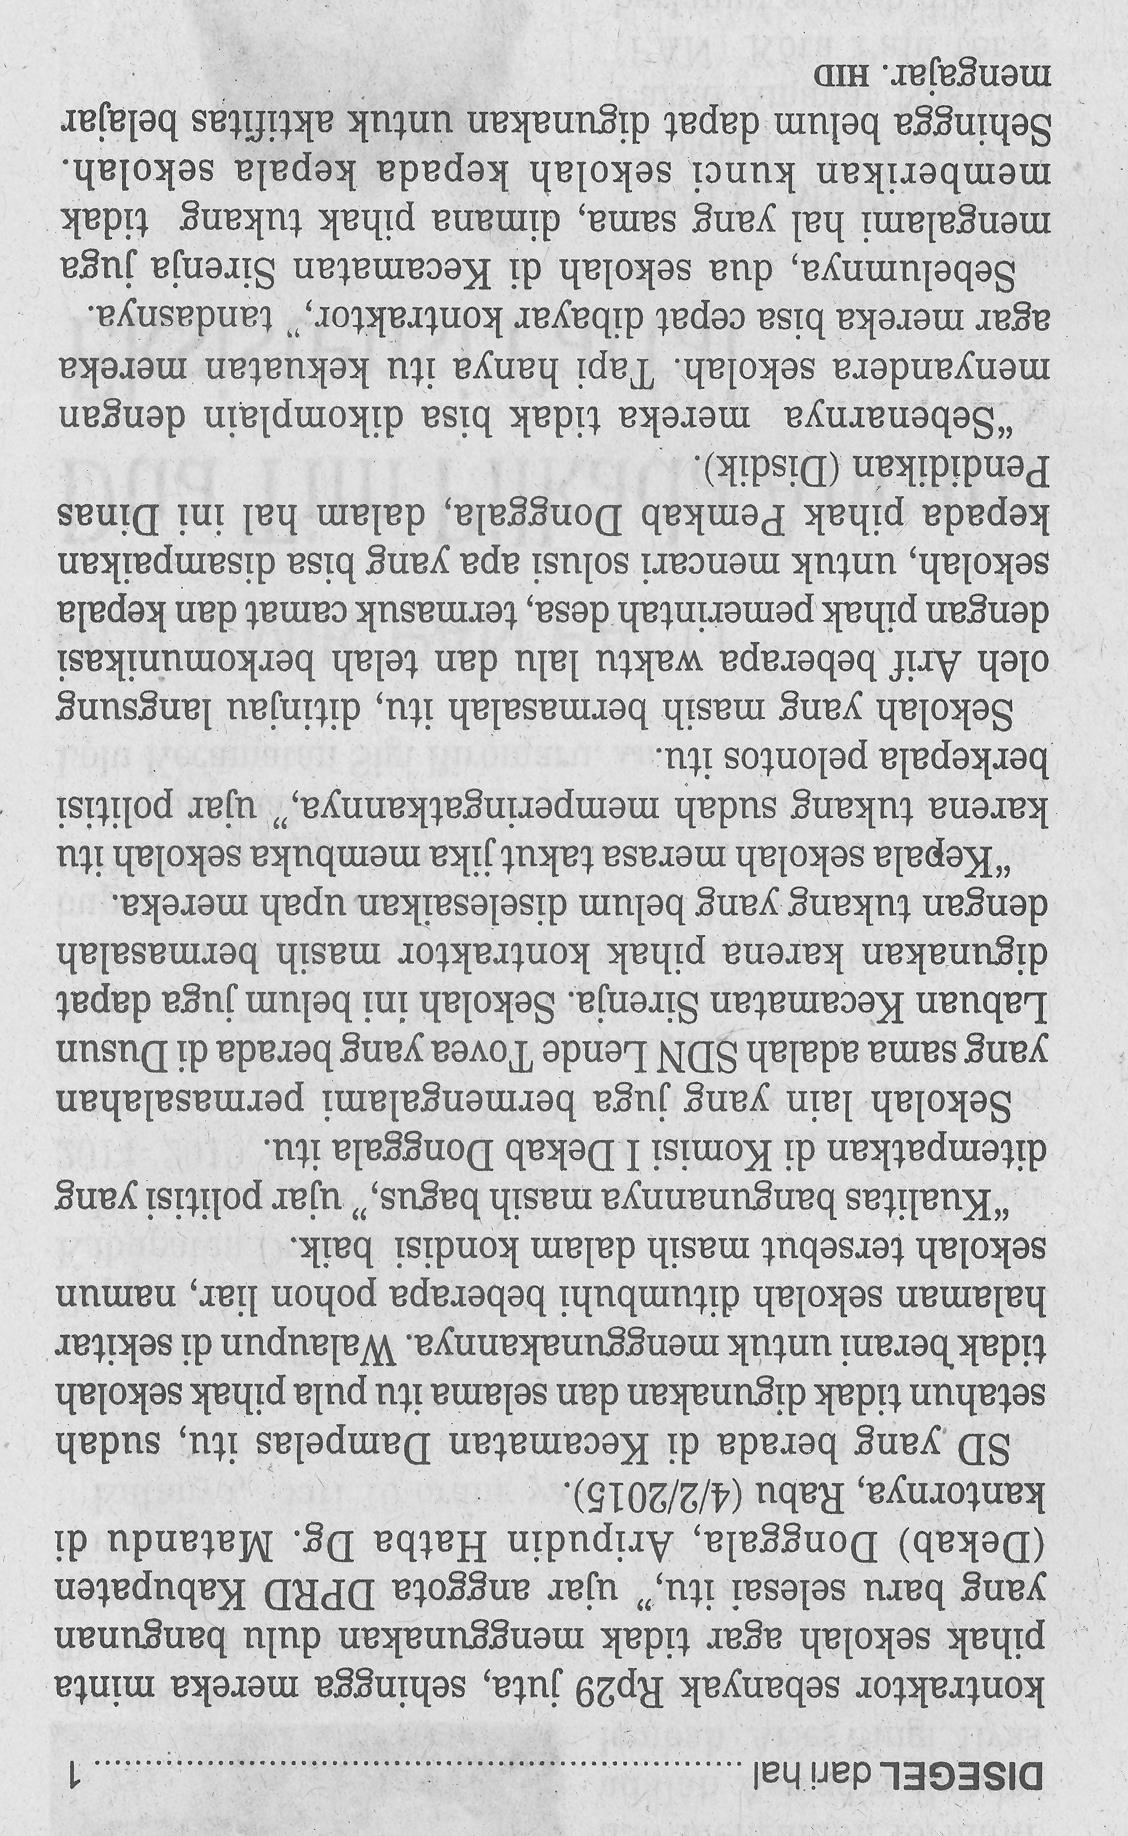 DISEGEL dari hal ........................................................... 1
kontraktor sebanyak Rp29 juta, sehingga mereka minta
pihak sekolah agar tidak menggunakan dulu bangunan
yang baru selesai itu,” ujar anggota DPRD Kabupaten
(Dekab) Donggala, Aripudin Hatba Dg. Matandu di
kantornya, Rabu (4/2/2015).
SD yang berada di Kecamatan Dampelas itu, sudah
setahun tidak digunakan dan selama itu pula pihak sekolah
tidak berani untuk menggunakannya. Walaupun di sekitar
halaman sekolah ditumbuhi beberapa pohon liar, namun
sekolah tersebut masih dalam kondisi baik.
“Kualitas bangunannya masih bagus,” ujar politisi yang
ditempatkan di Komisi I Dekab Donggala itu.
Sekolah lain yang juga bermengalami permasalahan
yang sama adalah SDN Lende Tovea yang berada di Dusun
Labuan Kecamatan Sirenja. Sekolah ini belum juga dapat
digunakan karena pihak kontraktor masih bermasalah
dengan tukang yang belum diselesaikan upah mereka.
“Kepala sekolah merasa takut jika membuka sekolah itu
karena tukang sudah memperingatkannya,” ujar politisi
berkepala pelontos itu.
Sekolah yang masih bermasalah itu, ditinjau langsung
oleh Arif beberapa waktu lalu dan telah berkomunikasi
dengan pihak pemerintah desa, termasuk camat dan kepala
sekolah, untuk mencari solusi apa yang bisa disampaikan
kepada pihak Pemkab Donggala, dalam hal ini Dinas
Pendidikan (Disdik).
“Sebenarnya mereka tidak bisa dikomplain dengan
menyandera sekolah. Tapi hanya itu kekuatan mereka
agar mereka bisa cepat dibayar kontraktor,” tandasnya.
Sebelumnya, dua sekolah di Kecamatan Sirenja juga
mengalami hal yang sama, dimana pihak tukang tidak
memberikan kunci sekolah kepada kepala sekolah.
Sehingga belum dapat digunakan untuk aktifitas belajar
mengajar. HID